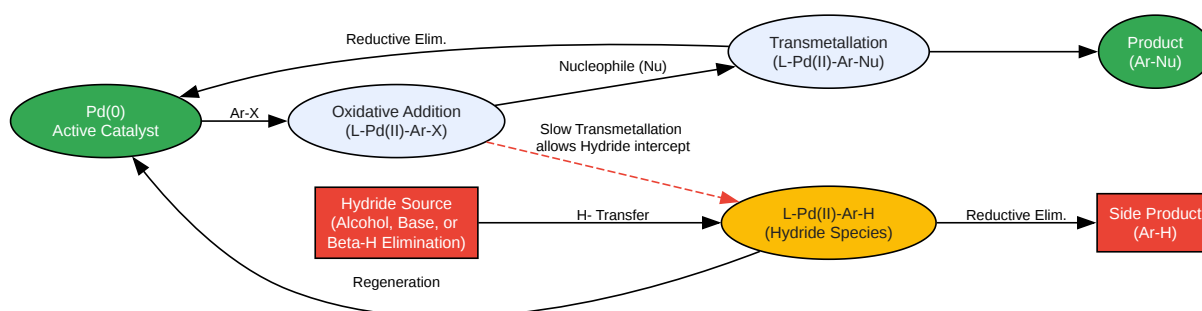 Reductive Elim.
Transmetallation
(L-Pd(II)-Ar-Nu)
Product
(Ar-Nu)
Nucleophile (Nu)
Pd(0)
Active Catalyst
Ar-X
Oxidative Addition
(L-Pd(II)-Ar-X)
Slow Transmetallation
allows Hydride intercept
Hydride Source
(Alcohol, Base, or
Beta-H Elimination)
H- Transfer
L-Pd(II)-Ar-H
(Hydride Species)
Reductive Elim.
Side Product
(Ar-H)
Regeneration